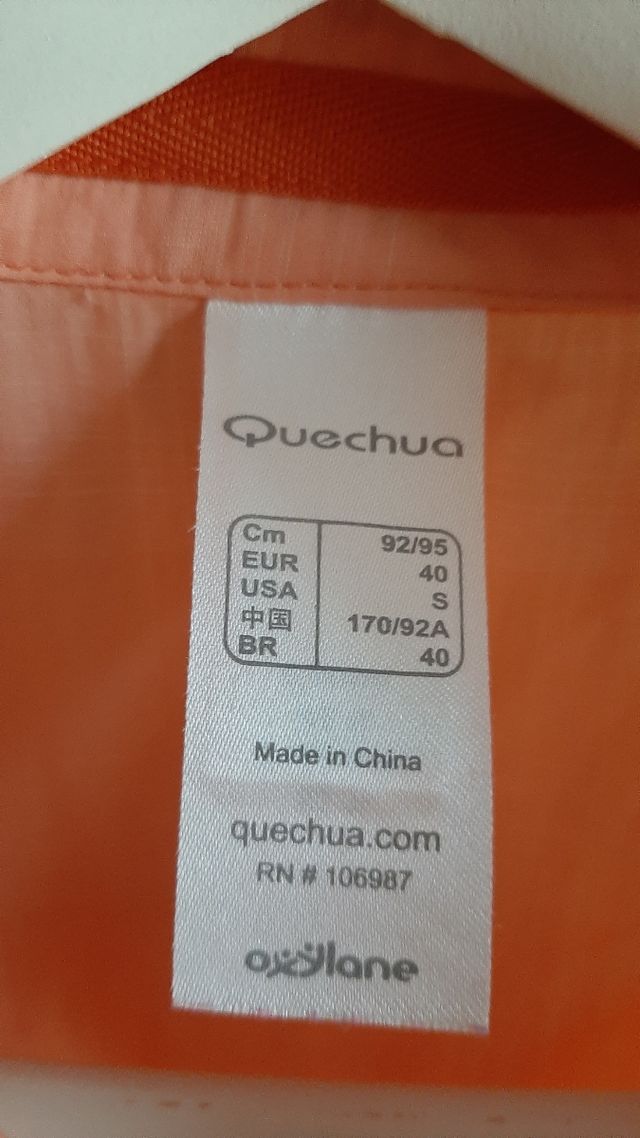 Quechua
Cm 92/95
EUR 40
USA S
中国 170/92A
BR 40
Made in China
quechua.com
RN # 106987
oxylane